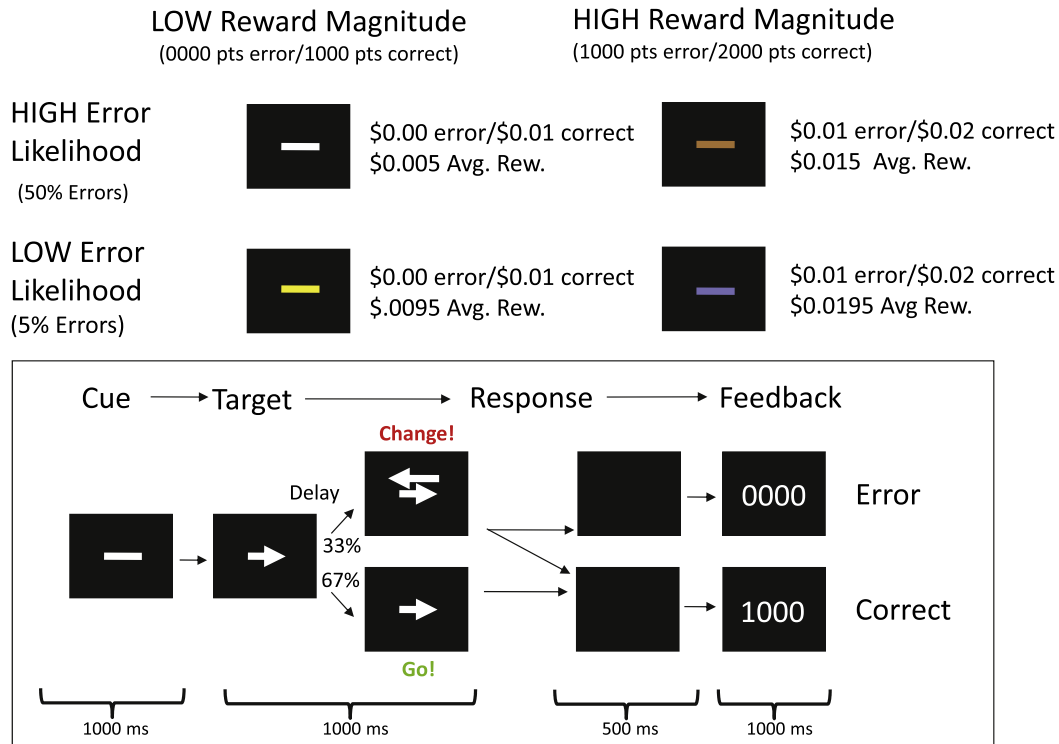 LOW Reward Magnitude
(0000 pts error/1000 pts correct)
HIGH Reward Magnitude
(1000 pts error/2000 pts correct)
HIGH Error
Likelihood
(50% Errors)
$0.00 error/$0.01 correct
$0.005 Avg. Rew.
$0.01 error/$0.02 correct
$0.015 Avg. Rew.
LOW Error
Likelihood
(5% Errors)
$0.00 error/$0.01 correct
$.0095 Avg. Rew.
$0.01 error/$0.02 correct
$0.0195 Avg Rew.
Cue
Target
Response
Feedback
Change!
Delay
33%
67%
0000
Error
1000
Correct
Go!
1000 ms
1000 ms
500 ms
1000 ms